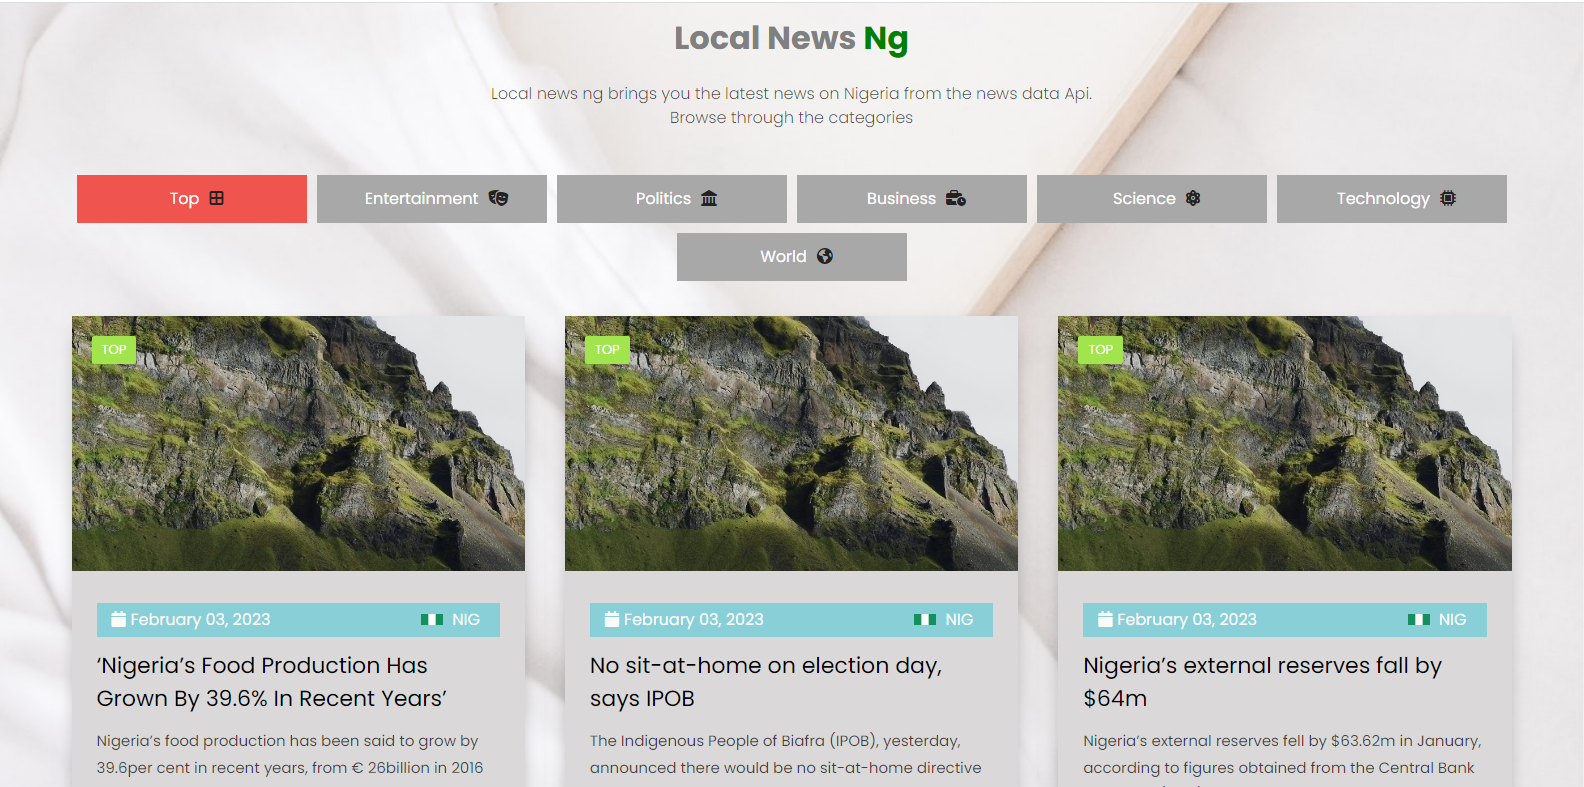 Local News Ng
Local news ng brings you the latest news on Nigeria from the news data Api.
Browse through the categories
Top
Entertainment
Politics
Business
Science
Technology
World
TOP
TOP
TOP
February 03, 2023 NIG
‘Nigeria’s Food Production Has
Grown By 39.6% In Recent Years’
Nigeria’s food production has been said to grow by
39.6per cent in recent years, from € 26billion in 2016
February 03, 2023 NIG
No sit-at-home on election day,
says IPOB
The Indigenous People of Biafra (IPOB), yesterday,
announced there would be no sit-at-home directive
February 03, 2023 NIG
Nigeria’s external reserves fall by
$64m
Nigeria’s external reserves fell by $63.62m in January,
according to figures obtained from the Central Bank